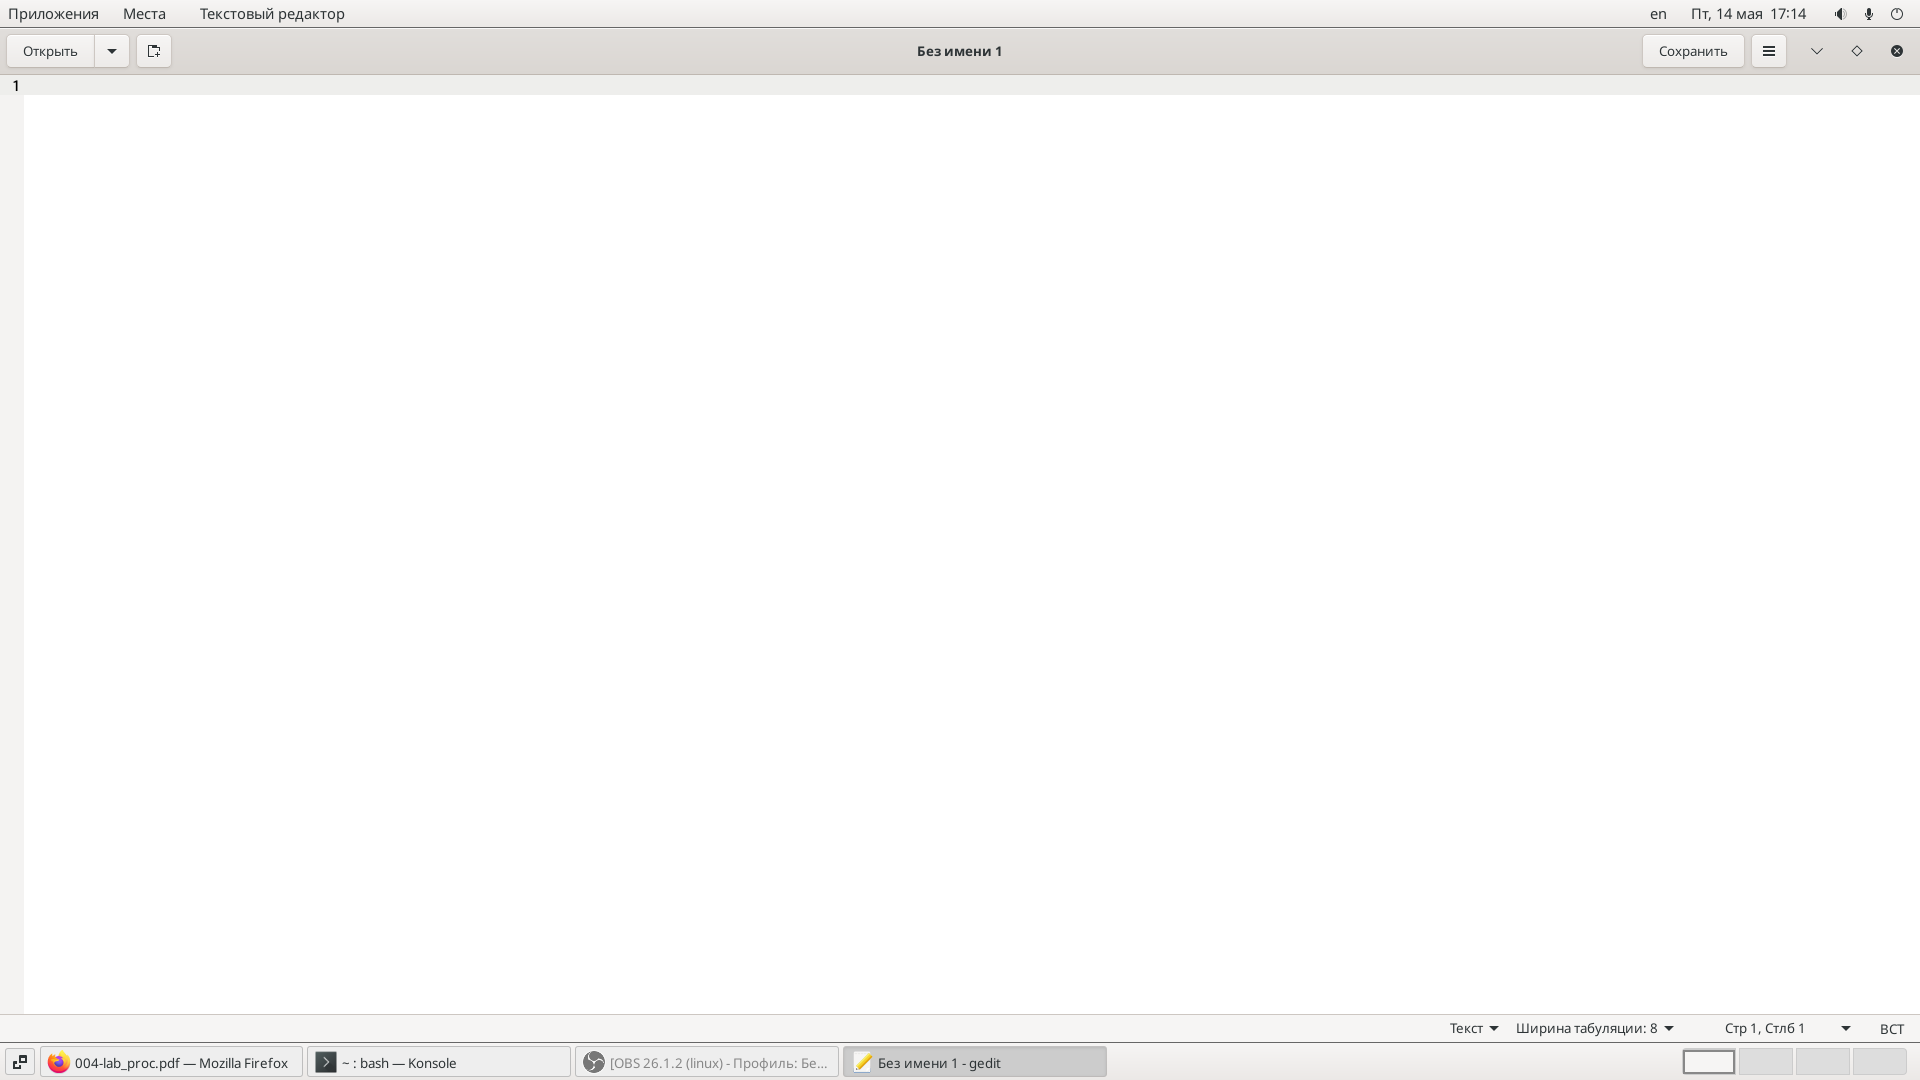 Приложения Места Текстовый редактор en Пт, 14 мая 17:14
Открыть Без имени 1 Сохранить
1
Текст Ширина табуляции: 8 Стр 1, Стлб 1 ВСТ
004-lab_proc.pdf — Mozilla Firefox ~ : bash — Konsole [OBS 26.1.2 (linux) - Профиль: Бе... Без имени 1 - gedit